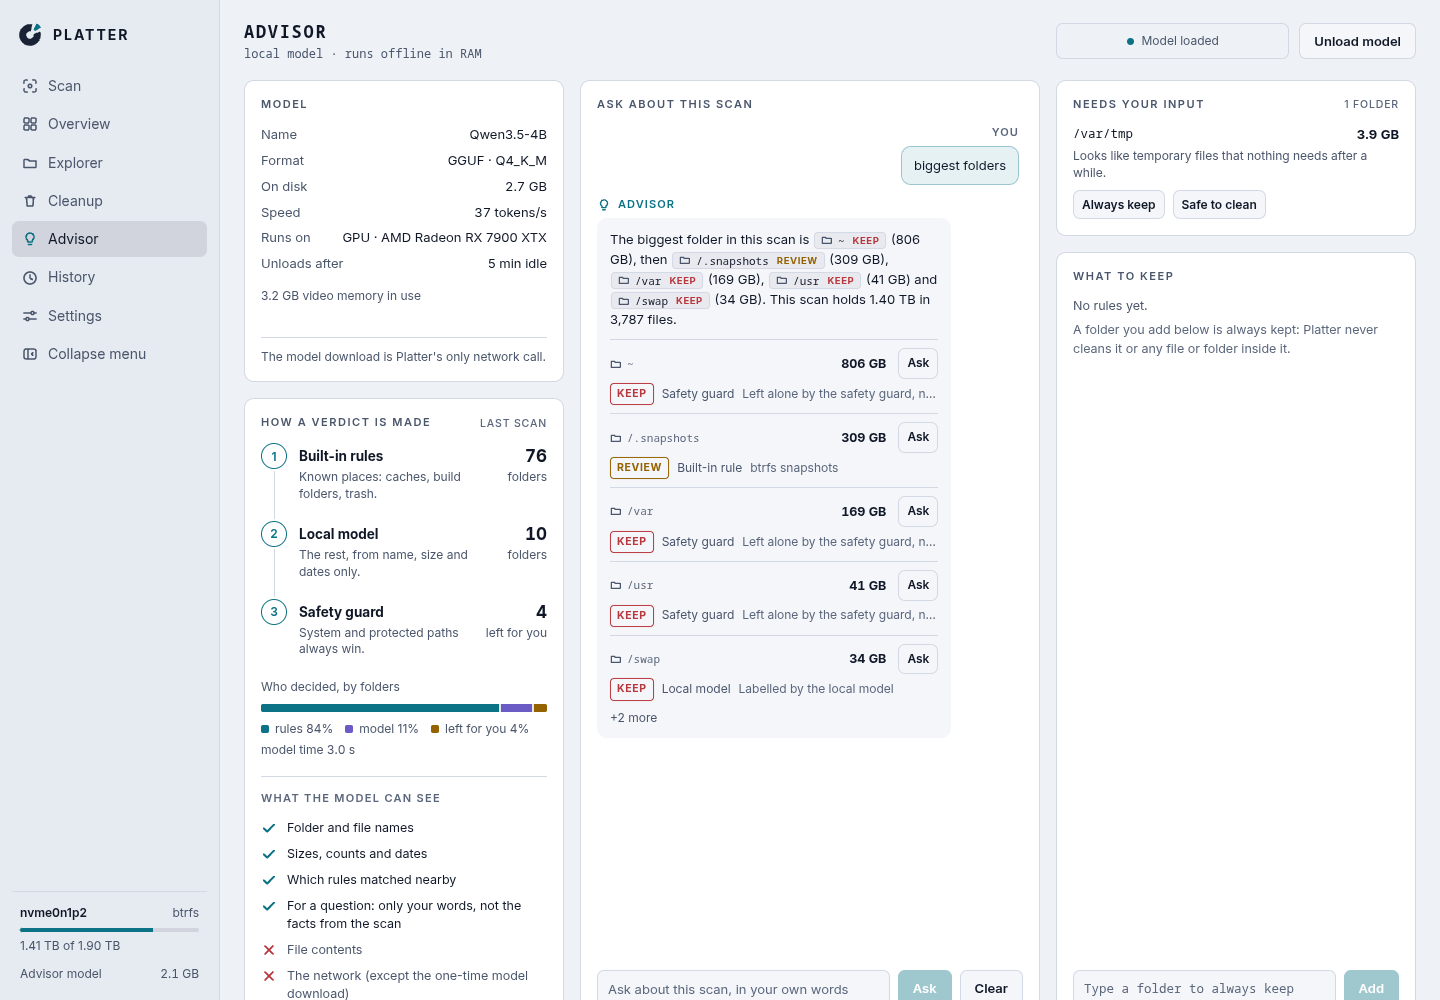 PLATTER
Scan
Overview
Explorer
Cleanup
Advisor
History
Settings
Collapse menu
nvme0n1p2 btrfs
1.41 TB of 1.90 TB
Advisor model 2.1 GB
ADVISOR
local model · runs offline in RAM
Model loaded
Unload model
MODEL
Name Qwen3.5-4B
Format GGUF · Q4_K_M
On disk 2.7 GB
Speed 37 tokens/s
Runs on GPU · AMD Radeon RX 7900 XTX
Unloads after 5 min idle
3.2 GB video memory in use
The model download is Platter's only network call.
HOW A VERDICT IS MADE LAST SCAN
1 Built-in rules 76
Known places: caches, build folders
folders, trash.
2 Local model 10
The rest, from name, size and folders
dates only.
3 Safety guard 4
System and protected paths left for you
always win.
Who decided, by folders
rules 84% model 11% left for you 4%
model time 3.0 s
WHAT THE MODEL CAN SEE
Folder and file names
Sizes, counts and dates
Which rules matched nearby
For a question: only your words, not the
facts from the scan
File contents
The network (except the one-time model
download)
ASK ABOUT THIS SCAN
YOU
biggest folders
ADVISOR
The biggest folder in this scan is ~ KEEP (806
GB), then /.snapshots REVIEW (309 GB),
/var KEEP (169 GB), /usr KEEP (41 GB) and
/swap KEEP (34 GB). This scan holds 1.40 TB in
3,787 files.
~ 806 GB Ask
KEEP Safety guard Left alone by the safety guard, n...
/.snapshots 309 GB Ask
REVIEW Built-in rule btrfs snapshots
/var 169 GB Ask
KEEP Safety guard Left alone by the safety guard, n...
/usr 41 GB Ask
KEEP Safety guard Left alone by the safety guard, n...
/swap 34 GB Ask
KEEP Local model Labelled by the local model
+2 more
Ask about this scan, in your own words Ask Clear
NEEDS YOUR INPUT 1 FOLDER
/var/tmp 3.9 GB
Looks like temporary files that nothing needs after a
while.
Always keep Safe to clean
WHAT TO KEEP
No rules yet.
A folder you add below is always kept: Platter never
cleans it or any file or folder inside it.
Type a folder to always keep Add